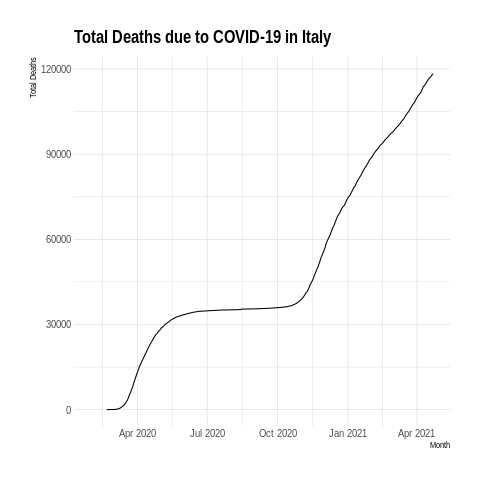 Total Deaths due to COVID-19 in Italy
Total Deaths
120000
90000
60000
30000
0
Apr 2020 Jul 2020 Oct 2020 Jan 2021 Apr 2021
Month